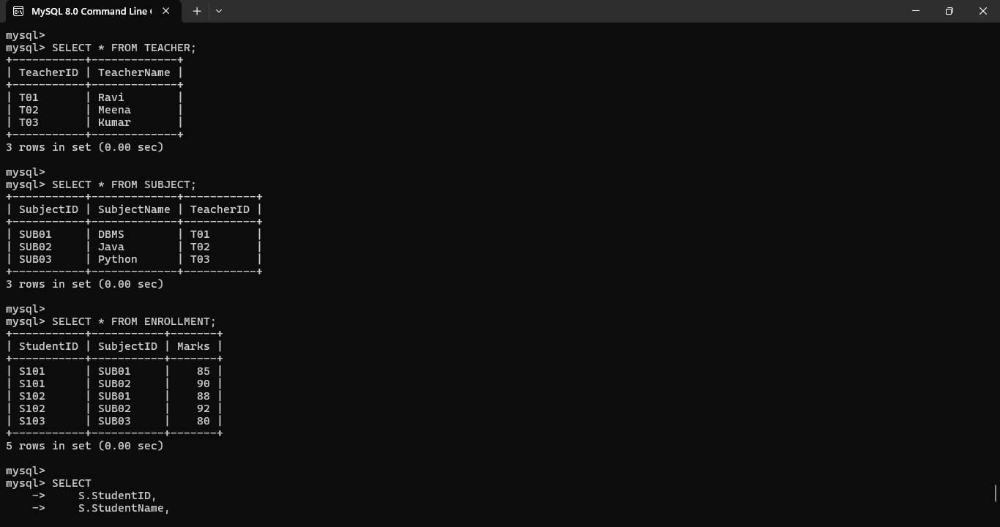 MySQL 8.0 Command Line
mysql>
mysql> SELECT * FROM TEACHER;
+-----------+-------------+
| TeacherID | TeacherName |
+-----------+-------------+
| T01       | Ravi        |
| T02       | Meena       |
| T03       | Kumar       |
+-----------+-------------+
3 rows in set (0.00 sec)
mysql>
mysql> SELECT * FROM SUBJECT;
+-----------+-------------+-----------+
| SubjectID | SubjectName | TeacherID |
+-----------+-------------+-----------+
| SUB01     | DBMS        | T01       |
| SUB02     | Java        | T02       |
| SUB03     | Python      | T03       |
+-----------+-------------+-----------+
3 rows in set (0.00 sec)
mysql>
mysql> SELECT * FROM ENROLLMENT;
+-----------+-----------+-------+
| StudentID | SubjectID | Marks |
+-----------+-----------+-------+
| S101      | SUB01     |    85 |
| S101      | SUB02     |    90 |
| S102      | SUB01     |    88 |
| S102      | SUB02     |    92 |
| S103      | SUB03     |    80 |
+-----------+-----------+-------+
5 rows in set (0.00 sec)
mysql>
mysql> SELECT
    ->     S.StudentID,
    ->     S.StudentName,